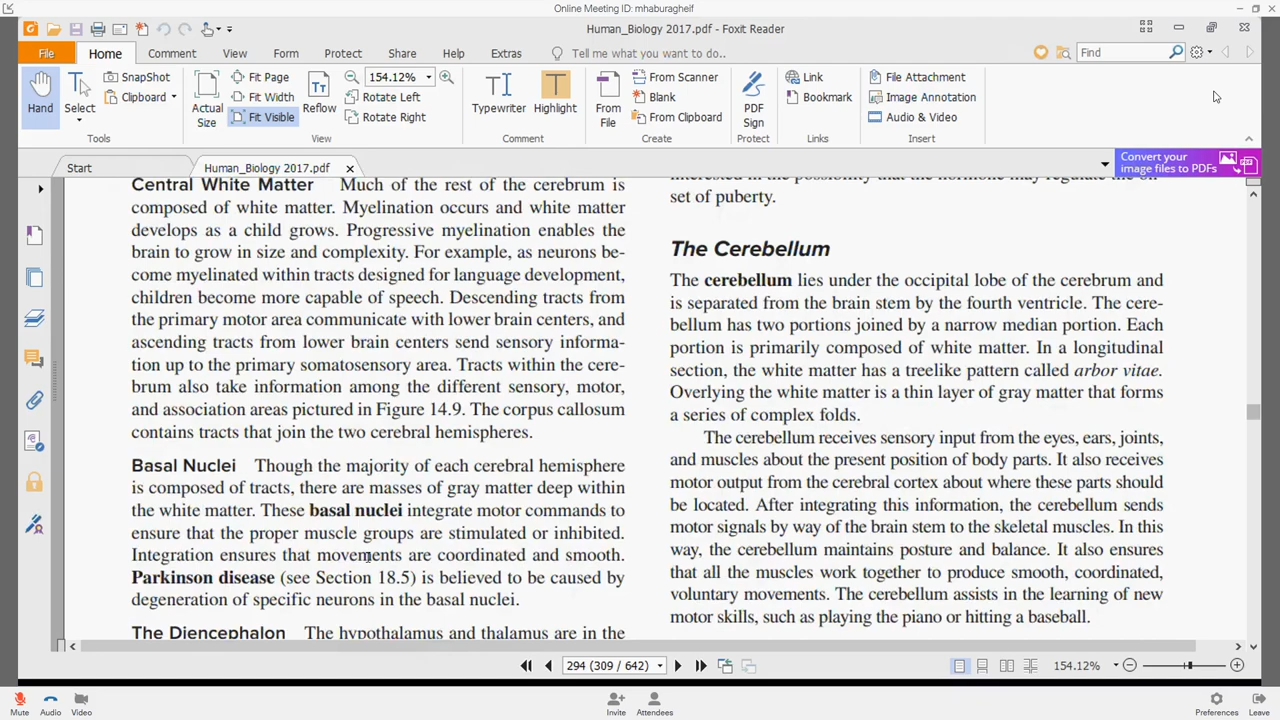 Online Meeting ID: mhaburagheif
Human_Biology 2017.pdf - Foxit Reader
File Home Comment View Form Protect Share Help Extras Tell me what you want to do.. Find
Hand
Select
SnapShot
Clipboard
Tools
Actual
Size
Fit Page
Fit Width
Fit Visible
Reflow
154.12%
Rotate Left
Rotate Right
View
Typewriter
Highlight
Comment
From
File
From Scanner
Blank
From Clipboard
Create
PDF
Sign
Protect
Link
Bookmark
Links
File Attachment
Image Annotation
Audio & Video
Insert
Start
Human_Biology 2017.pdf
Convert your
image files to PDFs
Central White Matter Much of the rest of the cerebrum is
composed of white matter. Myelination occurs and white matter
develops as a child grows. Progressive myelination enables the
brain to grow in size and complexity. For example, as neurons be-
come myelinated within tracts designed for language development,
children become more capable of speech. Descending tracts from
the primary motor area communicate with lower brain centers, and
ascending tracts from lower brain centers send sensory informa-
tion up to the primary somatosensory area. Tracts within the cere-
brum also take information among the different sensory, motor,
and association areas pictured in Figure 14.9. The corpus callosum
contains tracts that join the two cerebral hemispheres.
Basal Nuclei Though the majority of each cerebral hemisphere
is composed of tracts, there are masses of gray matter deep within
the white matter. These basal nuclei integrate motor commands to
ensure that the proper muscle groups are stimulated or inhibited.
Integration ensures that movements are coordinated and smooth.
Parkinson disease (see Section 18.5) is believed to be caused by
degeneration of specific neurons in the basal nuclei.
The Diencephalon The hypothalamus and thalamus are in the
interested in the possibility that the hormone may regulate the on-
set of puberty.
The Cerebellum
The cerebellum lies under the occipital lobe of the cerebrum and
is separated from the brain stem by the fourth ventricle. The cere-
bellum has two portions joined by a narrow median portion. Each
portion is primarily composed of white matter. In a longitudinal
section, the white matter has a treelike pattern called arbor vitae.
Overlying the white matter is a thin layer of gray matter that forms
a series of complex folds.
The cerebellum receives sensory input from the eyes, ears, joints,
and muscles about the present position of body parts. It also receives
motor output from the cerebral cortex about where these parts should
be located. After integrating this information, the cerebellum sends
motor signals by way of the brain stem to the skeletal muscles. In this
way, the cerebellum maintains posture and balance. It also ensures
that all the muscles work together to produce smooth, coordinated,
voluntary movements. The cerebellum assists in the learning of new
motor skills, such as playing the piano or hitting a baseball.
294 (309 / 642)
154.12%
Mute Audio Video Invite Attendees Preferences Leave